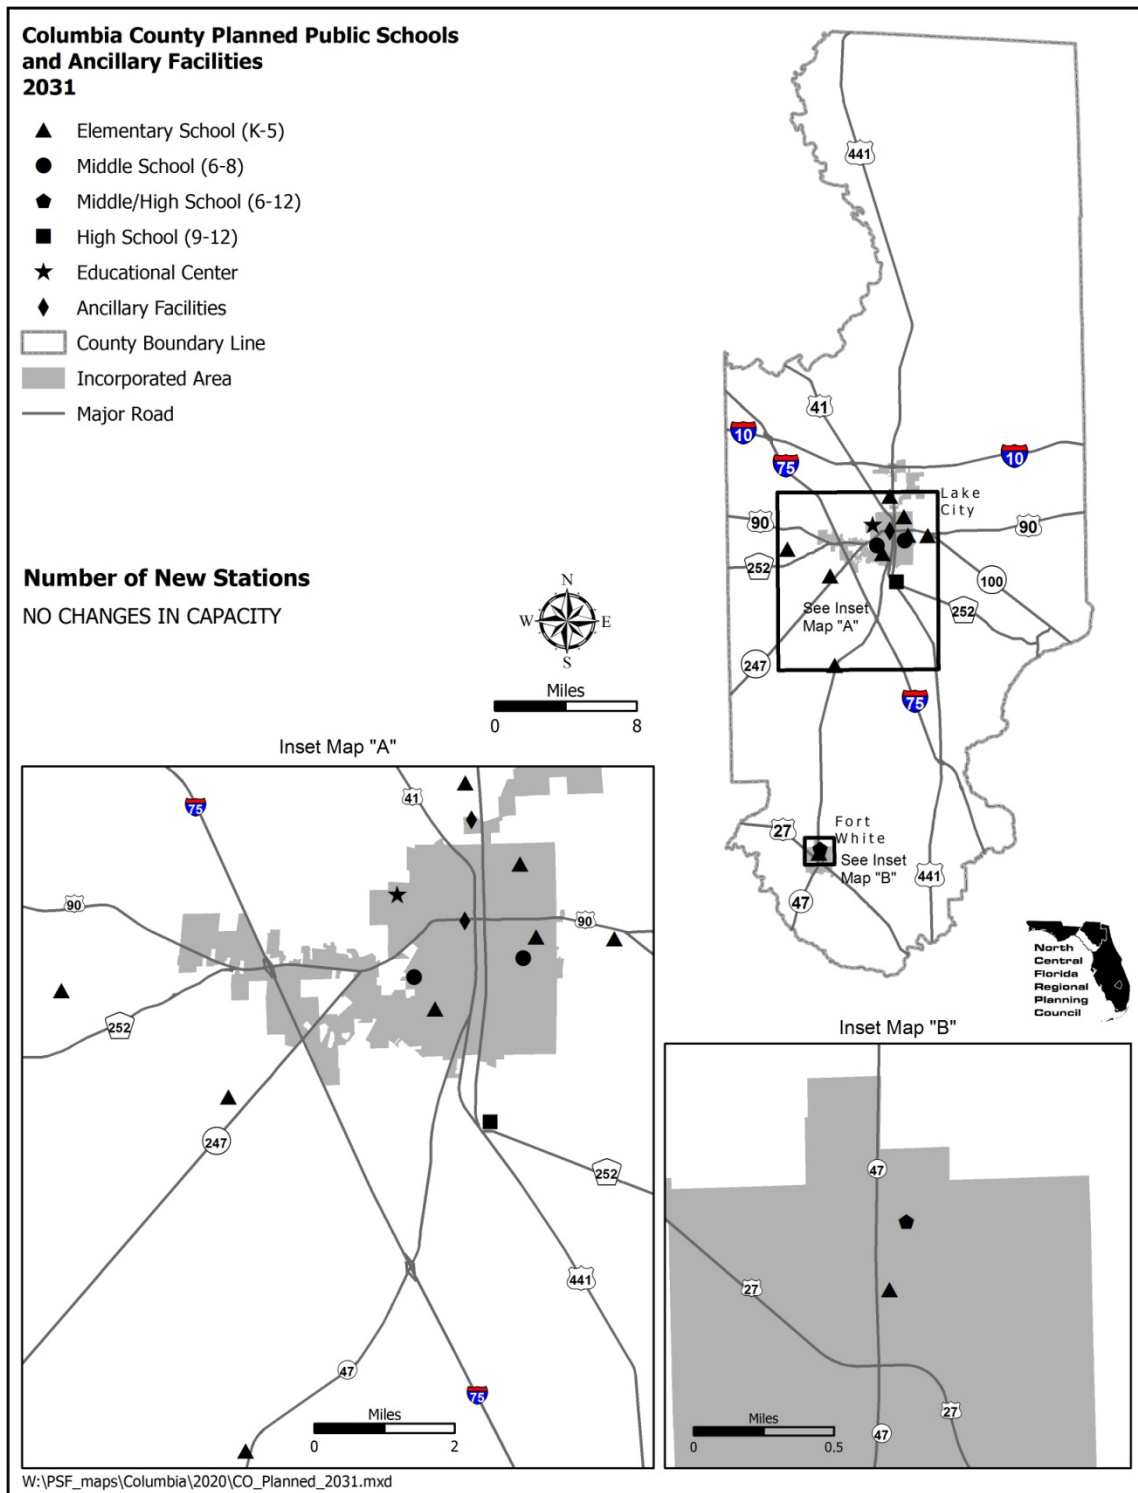 Columbia County Planned Public Schools
and Ancillary Facilities
2031
Elementary School (K-5)
Middle School (6-8)
Middle/High School (6-12)
High School (9-12)
Educational Center
Ancillary Facilities
County Boundary Line
Incorporated Area
Major Road
Number of New Stations
NO CHANGES IN CAPACITY
N
W
E
S
Miles
0
8
441
41
10
75
10
Lake
City
90
90
252
100
See Inset
Map "A"
252
247
75
Fort
White
27
See Inset
Map "B"
441
47
North
Central
Florida
Regional
Planning
Council
Inset Map "A"
75
41
90
90
252
247
252
441
47
75
Miles
0
2
Inset Map "B"
47
27
27
47
Miles
0
0.5
W:\PSF_maps\Columbia\2020\CO_Planned_2031.mxd